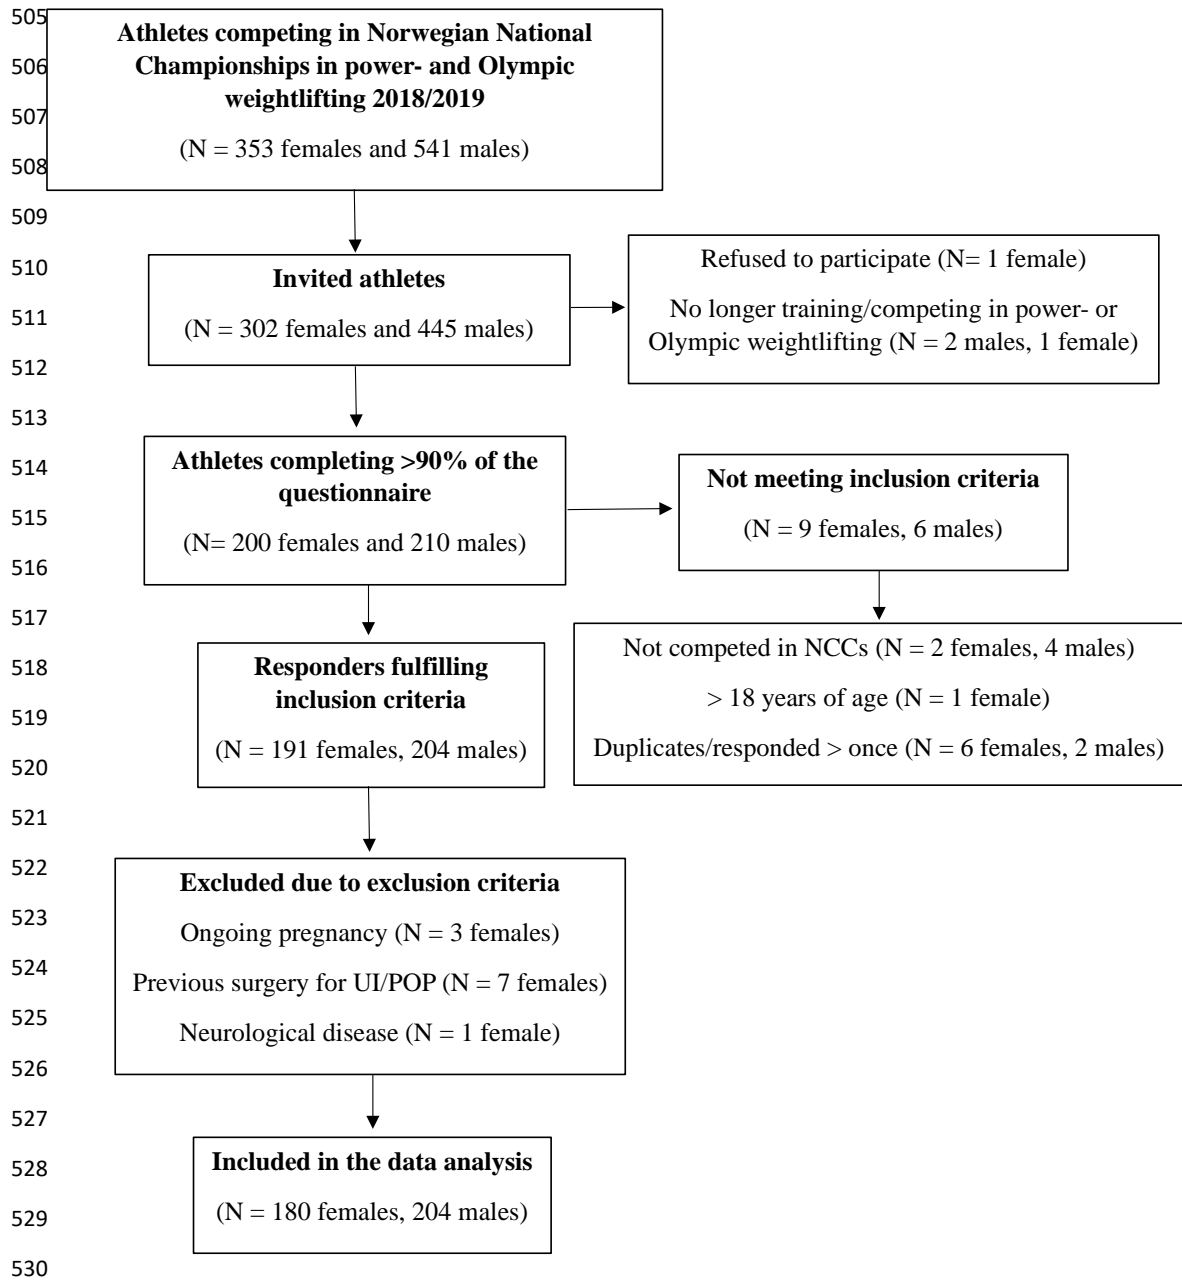 505
Athletes competing in Norwegian National
506
Championships in power- and Olympic
weightlifting 2018/2019
507
(N = 353 females and 541 males)
508
509
510
Invited athletes
Refused to participate (N= 1 female)
511
(N = 302 females and 445 males)
No longer training/competing in power- or
Olympic weightlifting (N = 2 males, 1 female)
512
513
514
Athletes completing >90% of the
questionnaire
Not meeting inclusion criteria
515
(N= 200 females and 210 males)
(N = 9 females, 6 males)
516
517
518
Responders fulfilling
inclusion criteria
Not competed in NCCs (N = 2 females, 4 males)
519
> 18 years of age (N = 1 female)
(N = 191 females, 204 males)
Duplicates/responded > once (N = 6 females, 2 males)
520
521
522
Excluded due to exclusion criteria
523
Ongoing pregnancy (N = 3 females)
524
Previous surgery for UI/POP (N = 7 females)
525
Neurological disease (N = 1 female)
526
527
528
Included in the data analysis
529
(N = 180 females, 204 males)
530